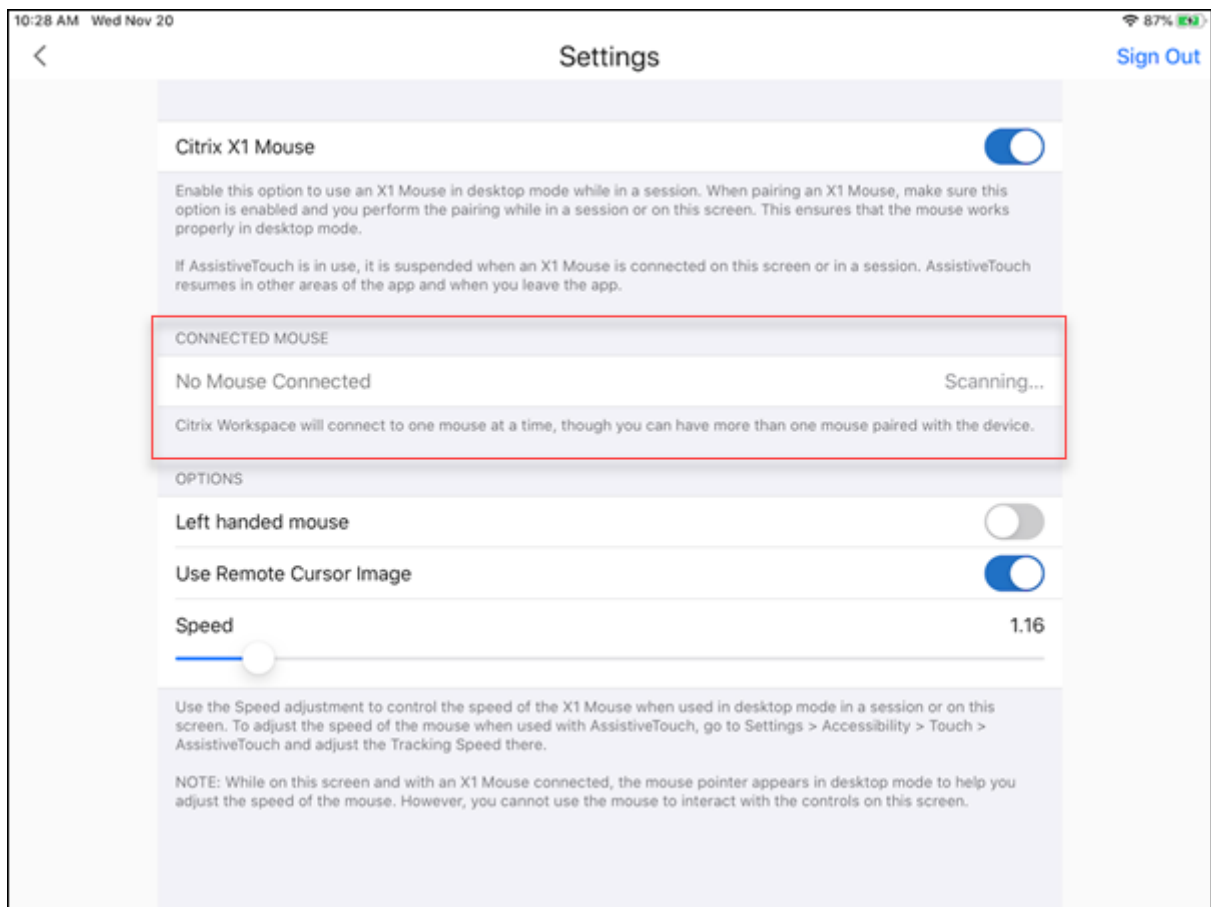 10:28 AM Wed Nov 20
87%
Settings
Sign Out
Citrix X1 Mouse
Enable this option to use an X1 Mouse in desktop mode while in a session. When pairing an X1 Mouse, make sure this
option is enabled and you perform the pairing while in a session or on this screen. This ensures that the mouse works
properly in desktop mode.
If AssistiveTouch is in use, it is suspended when an X1 Mouse is connected on this screen or in a session. AssistiveTouch
resumes in other areas of the app and when you leave the app.
CONNECTED MOUSE
No Mouse Connected
Scanning...
Citrix Workspace will connect to one mouse at a time, though you can have more than one mouse paired with the device.
OPTIONS
Left handed mouse
Use Remote Cursor Image
Speed
1.16
Use the Speed adjustment to control the speed of the X1 Mouse when used in desktop mode in a session or on this
screen. To adjust the speed of the mouse when used with AssistiveTouch, go to Settings > Accessibility > Touch >
AssistiveTouch and adjust the Tracking Speed there.
NOTE: While on this screen and with an X1 Mouse connected, the mouse pointer appears in desktop mode to help you
adjust the speed of the mouse. However, you cannot use the mouse to interact with the controls on this screen.